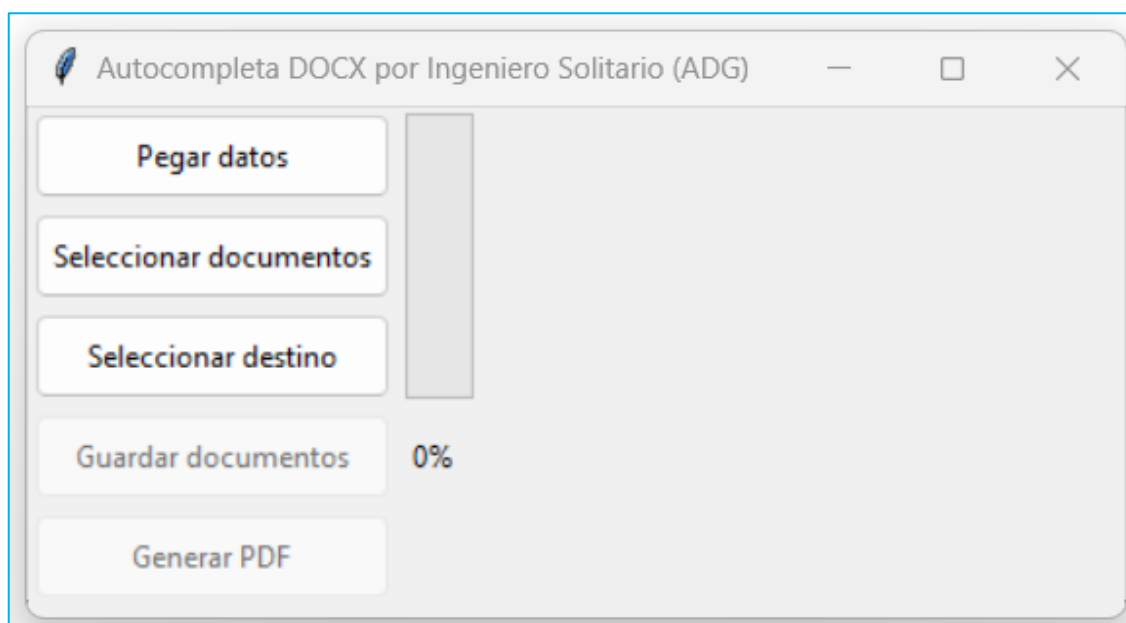 Autocompleta DOCX por Ingeniero Solitario (ADG)
Pegar datos
Seleccionar documentos
Seleccionar destino
Guardar documentos
0%
Generar PDF